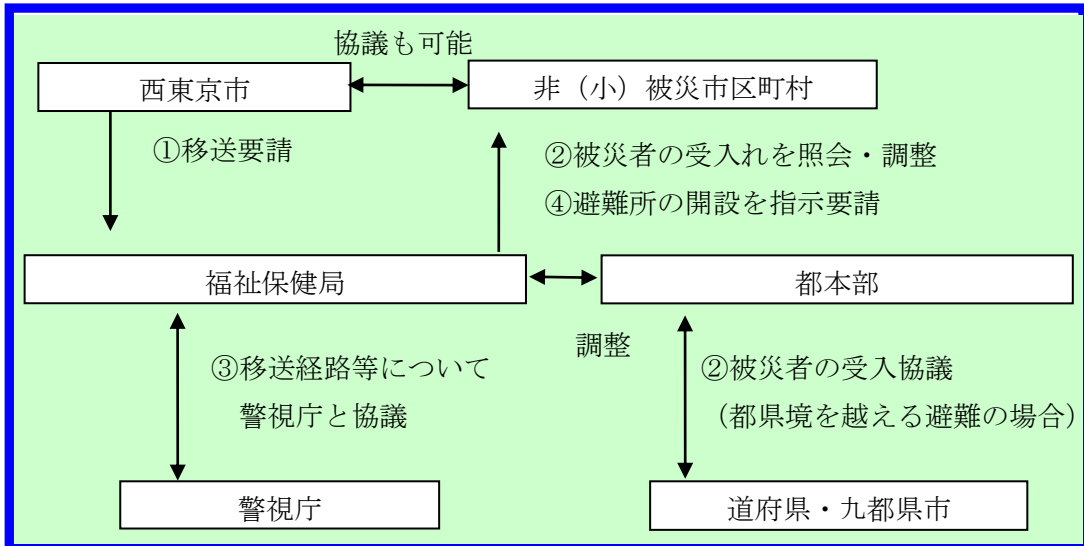 協議も可能
西東京市
非（小）被災市区町村
①移送要請
②被災者の受入れを照会・調整
④避難所の開設を指示要請
福祉保健局
都本部
調整
③移送経路等について
警視庁と協議
②被災者の受入協議
（都県境を越える避難の場合）
警視庁
道府県・九都県市